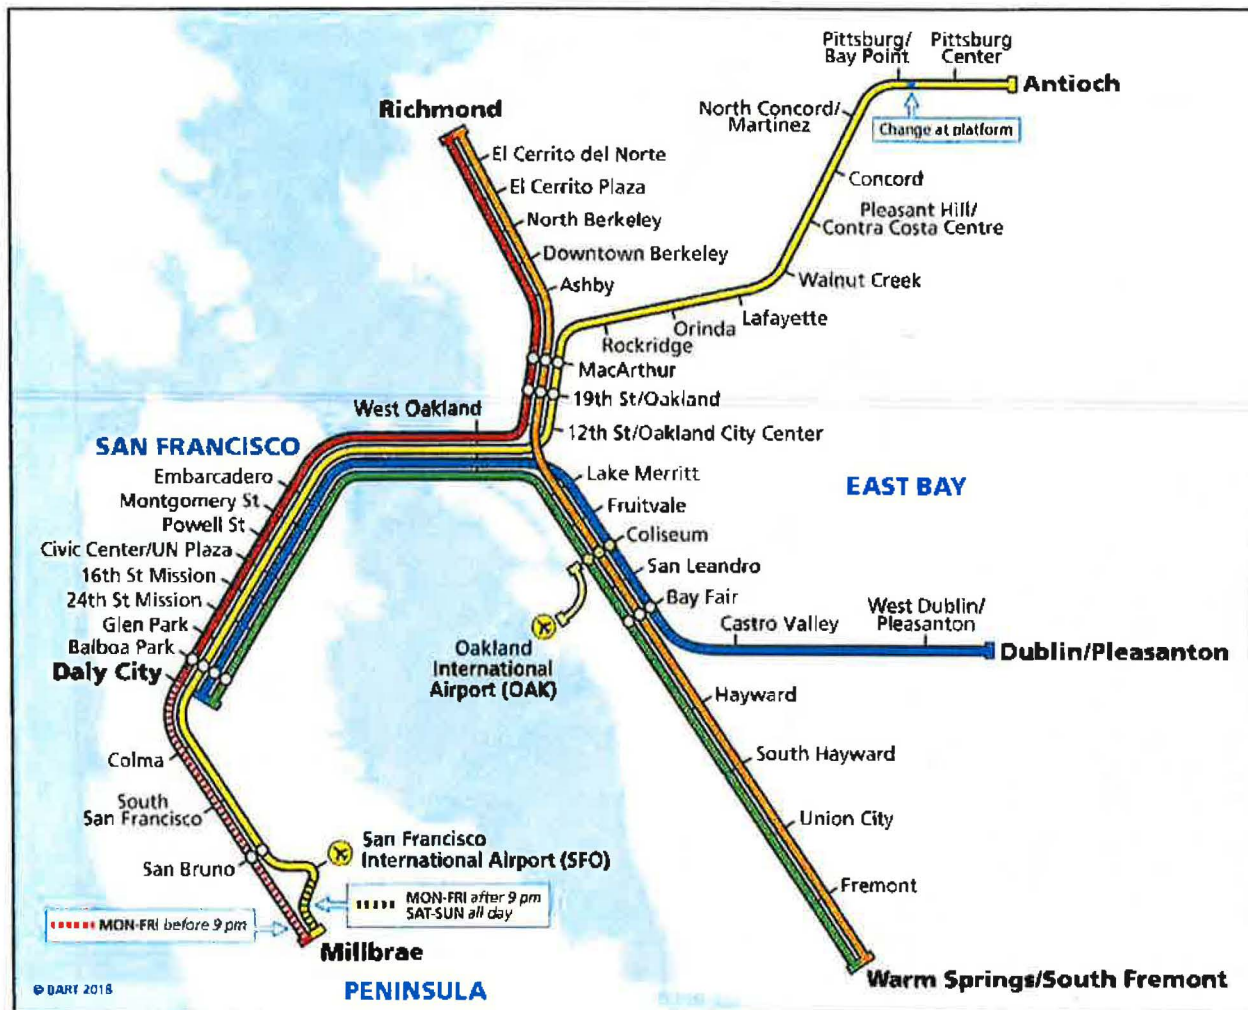 Pittsburg/
Bay Point
Pittsburg
Center
Antioch
Richmond
North Concord/
Martinez
Change at platform
El Cerrito del Norte
El Cerrito Plaza
Concord
North Berkeley
Pleasant Hill/
Contra Costa Centre
Downtown Berkeley
Ashby
Walnut Creek
Lafayette
Orinda
Rockridge
MacArthur
19th St/Oakland
West Oakland
12th St/Oakland City Center
SAN FRANCISCO
Embarcadero
Lake Merritt
EAST BAY
Montgomery St
Fruitvale
Powell St
Coliseum
Civic Center/UN Plaza
San Leandro
16th St Mission
24th St Mission
Bay Fair
Glen Park
Castro Valley
West Dublin/
Pleasanton
Balboa Park
Daly City
Oakland
International
Airport (OAK)
Dublin/Pleasanton
Hayward
Colma
South Hayward
South
San Francisco
Union City
San Francisco
International Airport (SFO)
San Bruno
Fremont
MON-FRI after 9 pm
SAT-SUN all day
MON-FRI before 9 pm
Millbrae
Warm Springs/South Fremont
© BART 2018
PENINSULA